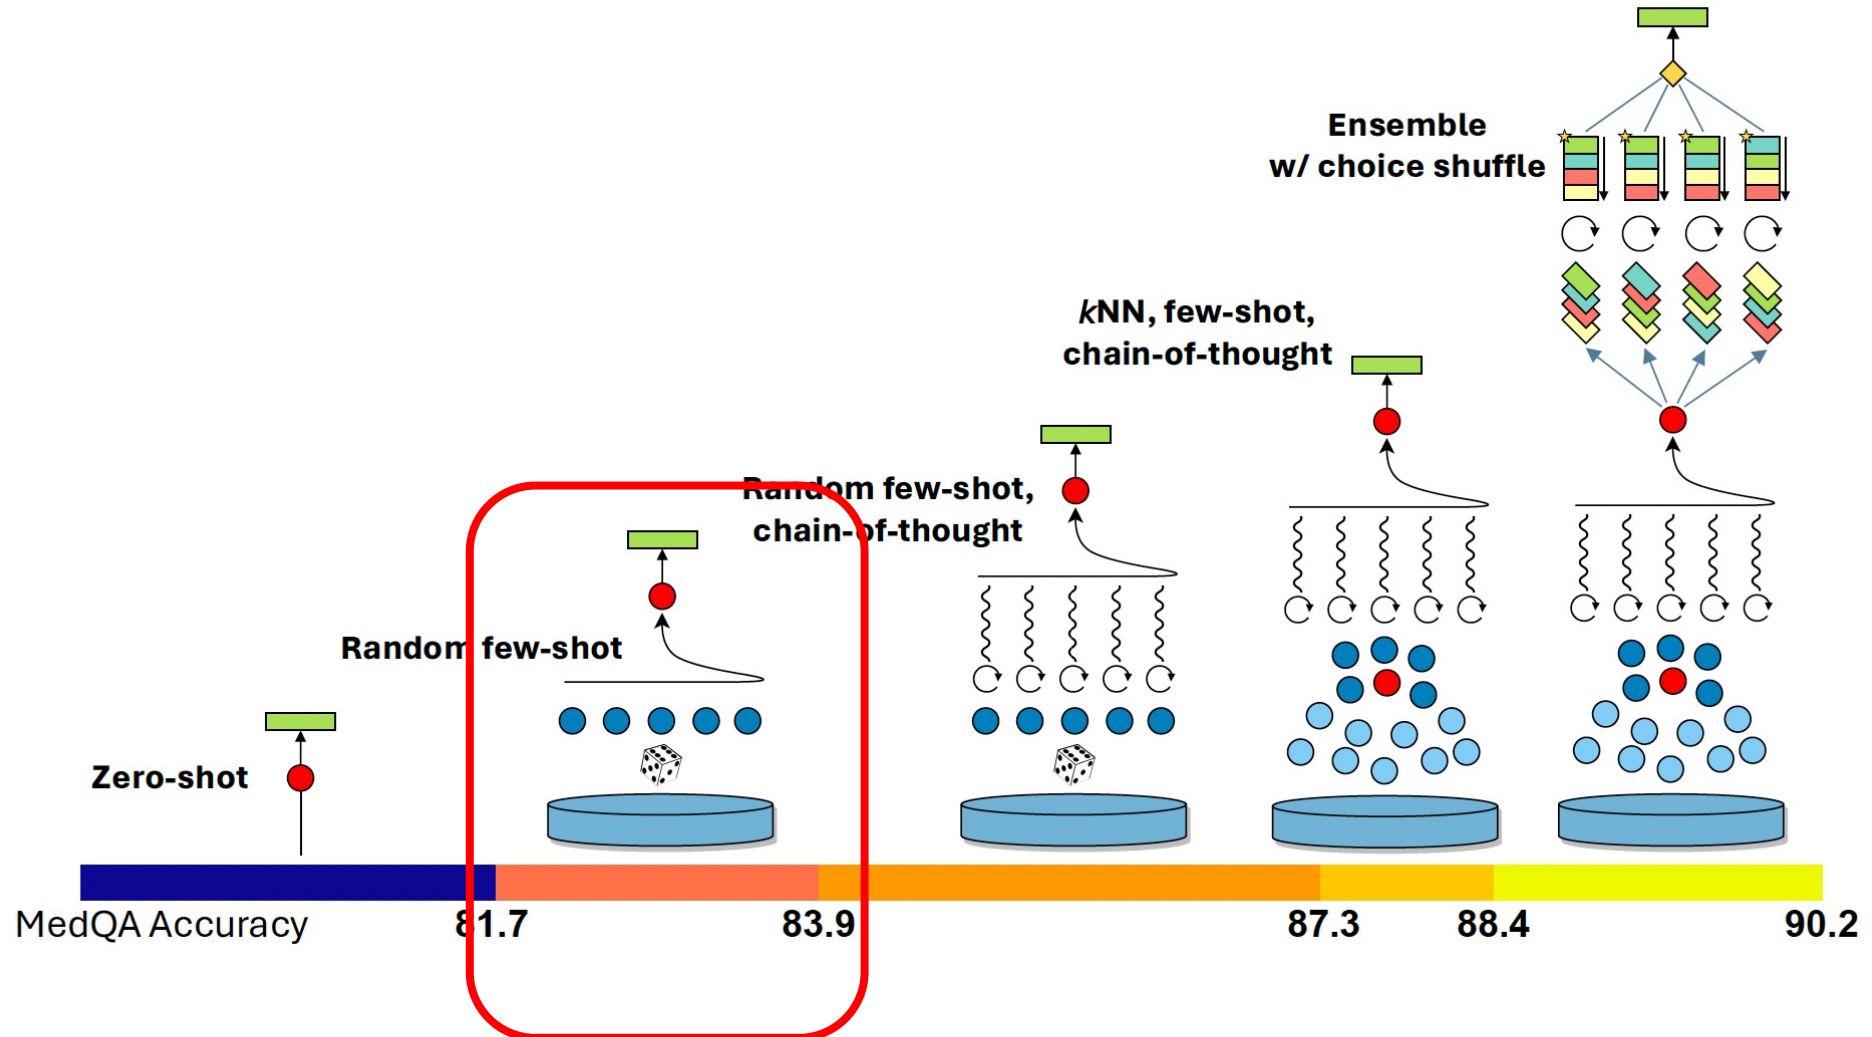 Ensemble
w/ choice shuffle
kNN, few-shot,
chain-of-thought
Random few-shot,
chain-of-thought
Random few-shot
Zero-shot
MedQA Accuracy
81.7
83.9
87.3
88.4
90.2